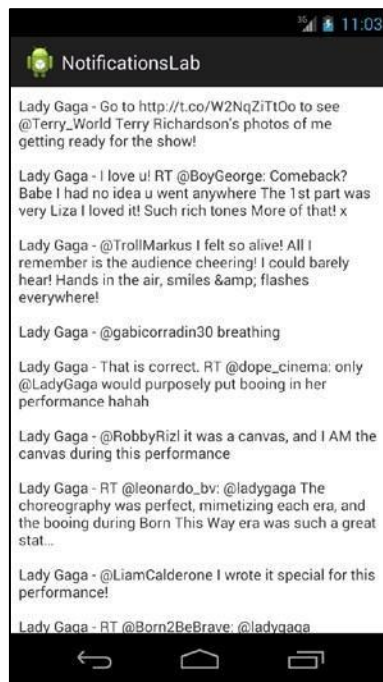 3G 11:03
NotificationsLab
Lady Gaga - Go to http://t.co/W2NqZiTtOo to see
@Terry_World Terry Richardson's photos of me
getting ready for the show!
Lady Gaga - I love u! RT @BoyGeorge: Comeback?
Babe I had no idea u went anywhere The 1st part was
very Liza I loved it! Such rich tones More of that! x
Lady Gaga - @TrollMarkus I felt so alive! All I
remember is the audience cheering! I could barely
hear! Hands in the air, smiles &amp; flashes
everywhere!
Lady Gaga - @gabicorradin30 breathing
Lady Gaga - That is correct. RT @dope_cinema: only
@LadyGaga would purposely put booing in her
performance hahah
Lady Gaga - @RobbyRizl it was a canvas, and I AM the
canvas during this performance
Lady Gaga - RT @leonardo_bv: @ladygaga The
choreography was perfect, mimetizing each era, and
the booing during Born This Way era was such a great
stat...
Lady Gaga - @LiamCalderone I wrote it special for this
performance!
Lady Gaga - RT @Born2BeBrave: @ladygaga